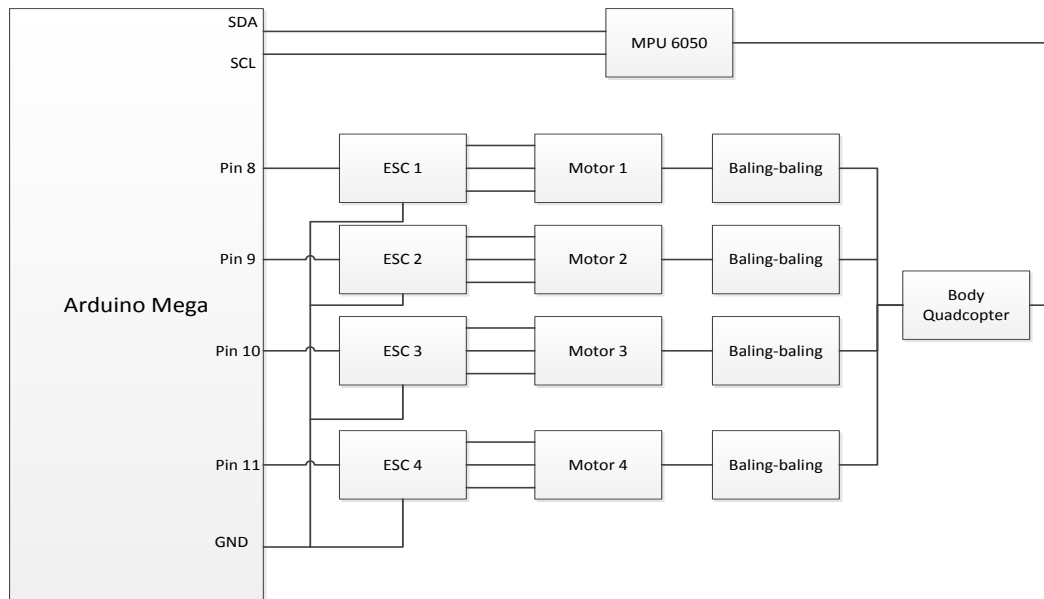 SDA
SCL
MPU 6050
Pin 8
ESC 1
Motor 1
Baling-baling
Pin 9
ESC 2
Motor 2
Baling-baling
Arduino Mega
Body
Quadcopter
Pin 10
ESC 3
Motor 3
Baling-baling
Pin 11
ESC 4
Motor 4
Baling-baling
GND